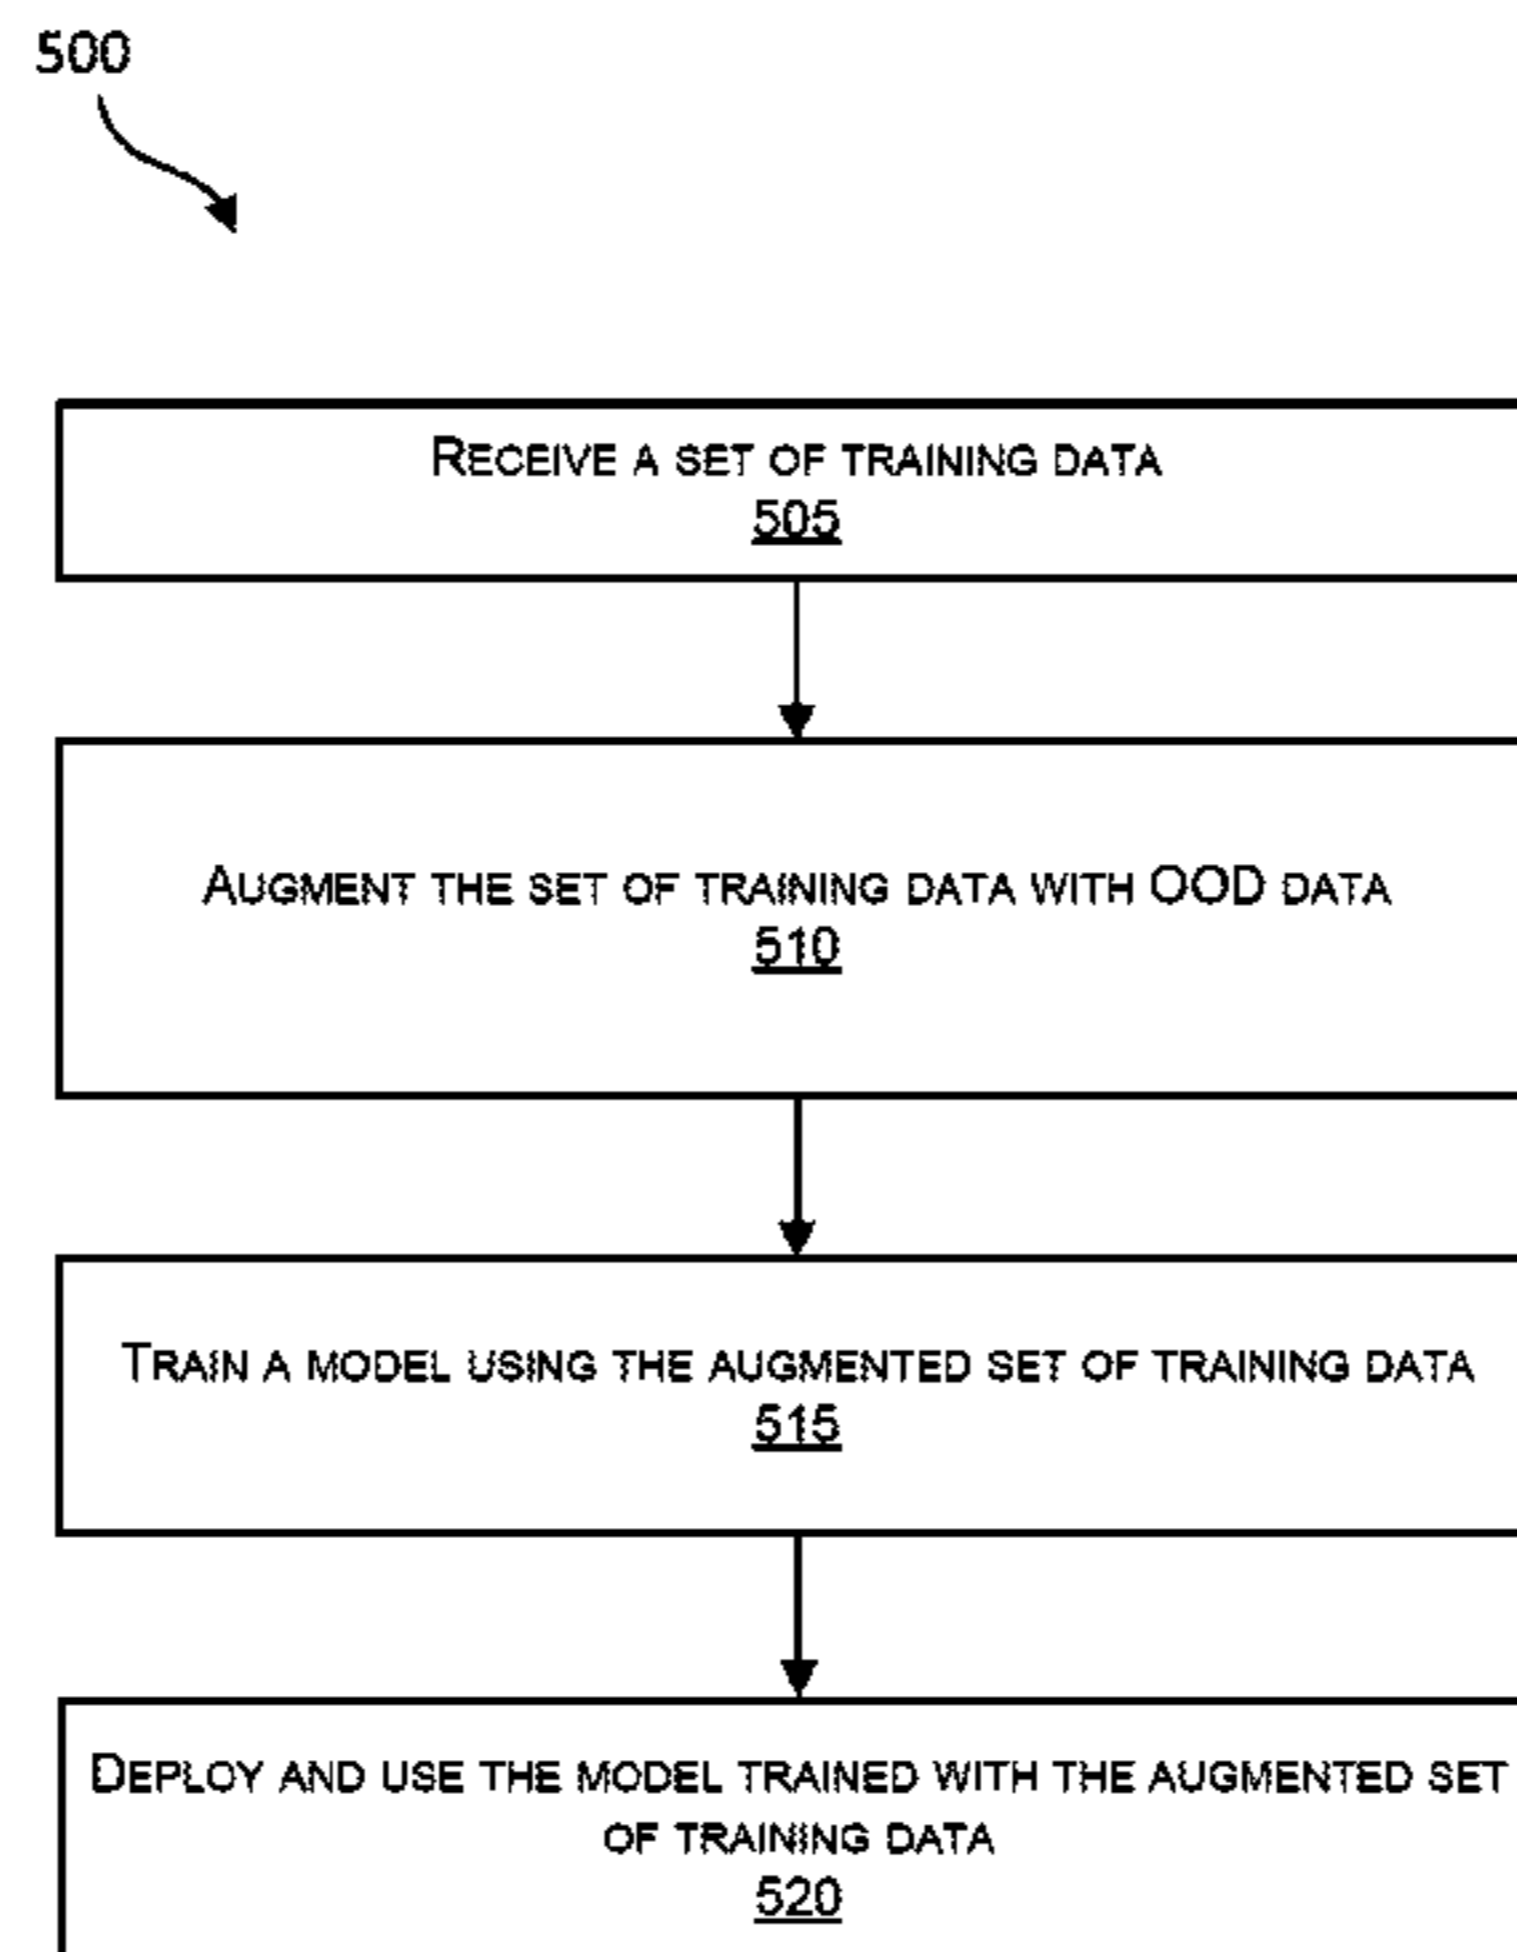 500
RECEIVE A SET OF TRAINING DATA
505
AUGMENT THE SET OF TRAINING DATA WITH OOD DATA
510
TRAIN A MODEL USING THE AUGMENTED SET OF TRAINING DATA
515
DEPLOY AND USE THE MODEL TRAINED WITH THE AUGMENTED SET
OF TRAINING DATA
520